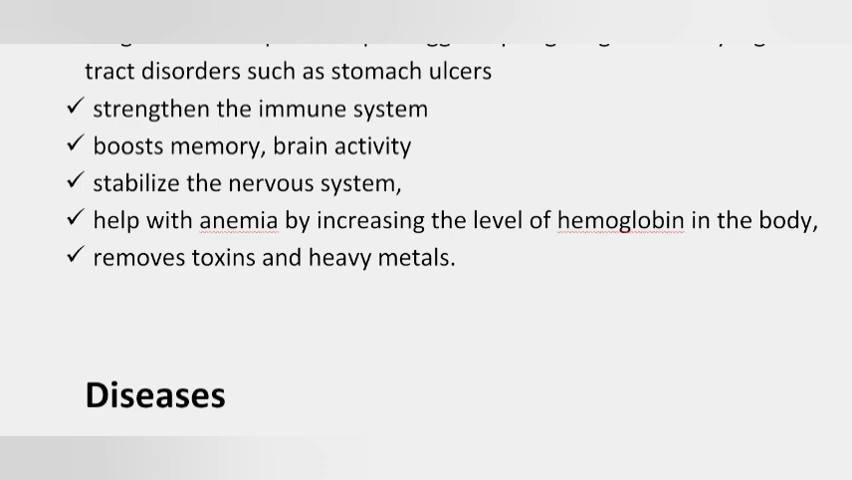 tract disorders such as stomach ulcers
✓ strengthen the immune system
✓ boosts memory, brain activity
✓ stabilize the nervous system,
✓ help with anemia by increasing the level of hemoglobin in the body,
✓ removes toxins and heavy metals.
Diseases